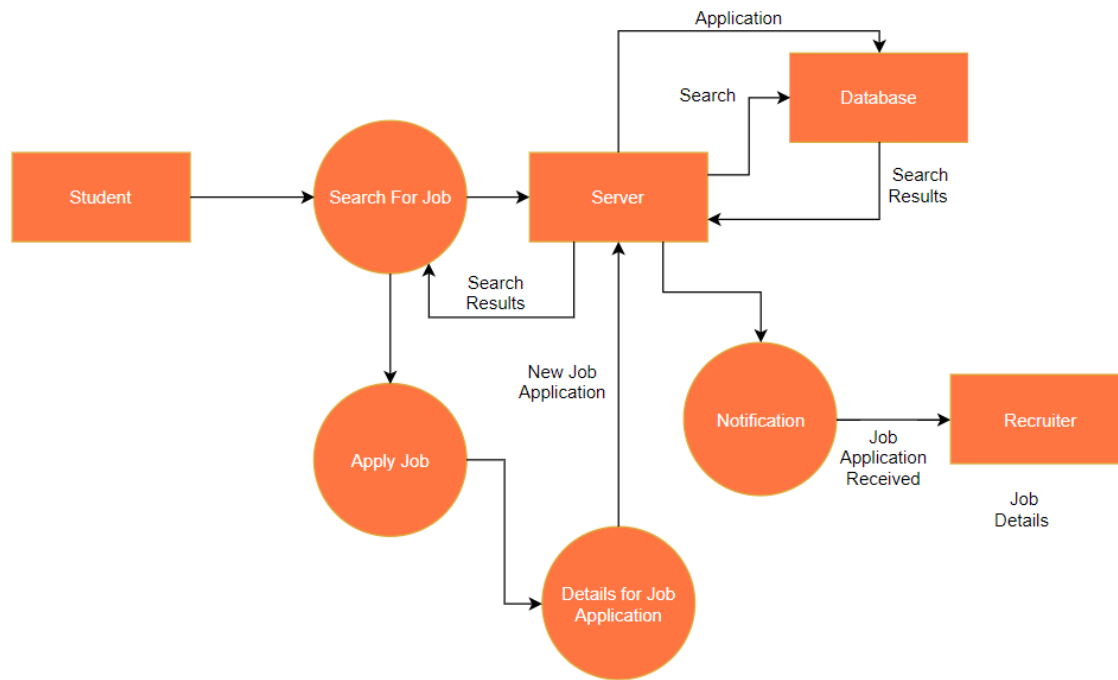 Application
Search
Database
Student
Search For Job
Server
Search
Results
Search
Results
New Job
Application
Notification
Recruiter
Job
Application
Received
Apply Job
Job
Details
Details for Job
Application